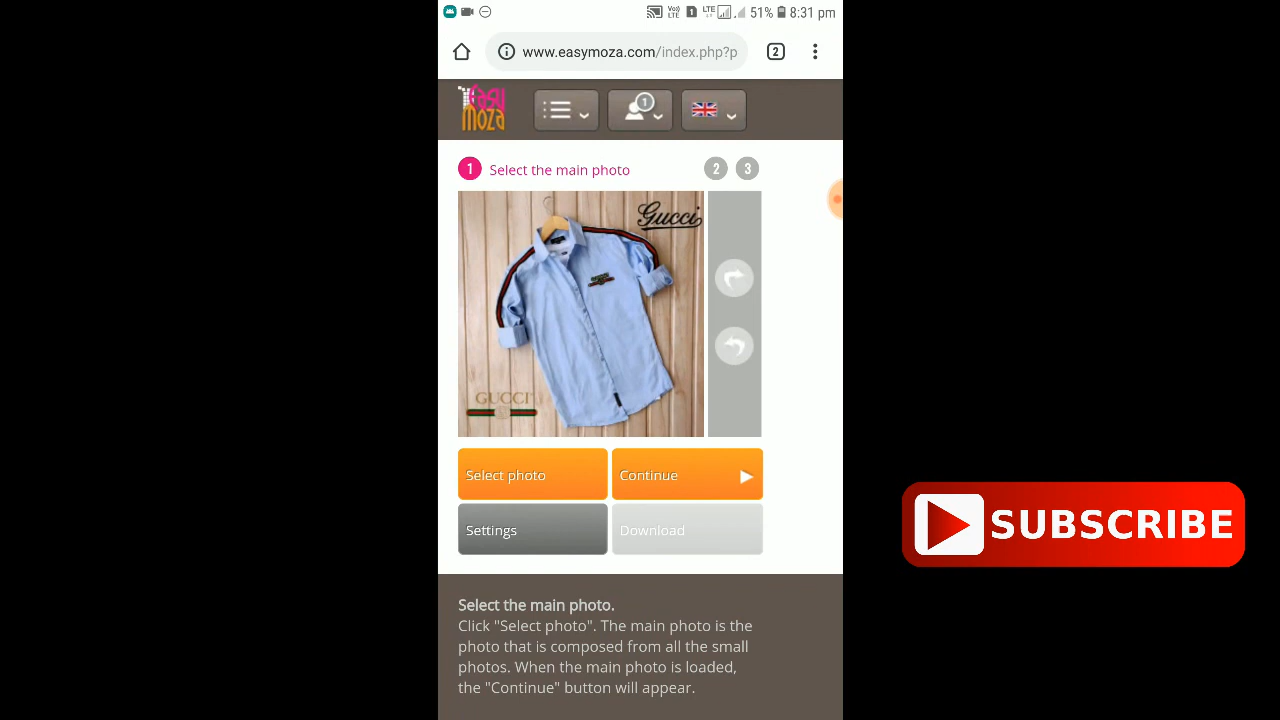 51% 8:31 pm
www.easymoza.com/index.php?p
2
easy
moza
1
1 Select the main photo 2 3
Gucci
GUCCI
Select photo
Continue
Settings
Download
SUBSCRIBE
Select the main photo.
Click "Select photo". The main photo is the
photo that is composed from all the small
photos. When the main photo is loaded,
the "Continue" button will appear.